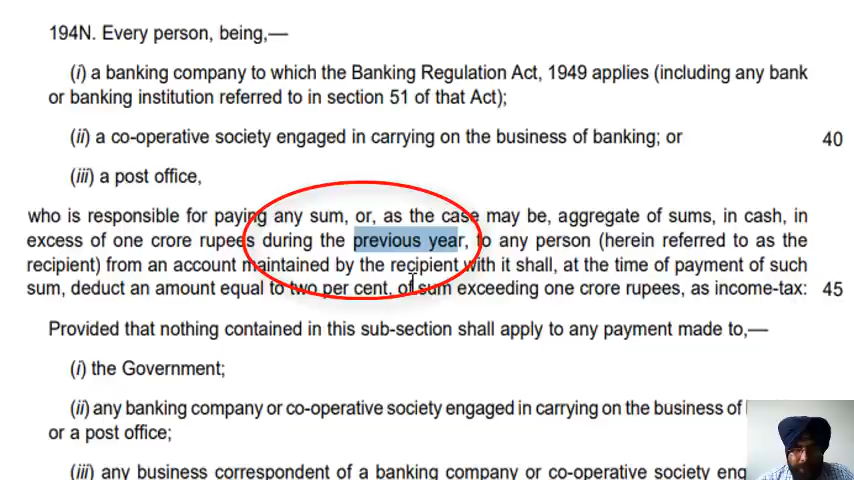 194N. Every person, being,—
(i) a banking company to which the Banking Regulation Act, 1949 applies (including any bank
or banking institution referred to in section 51 of that Act);
(ii) a co-operative society engaged in carrying on the business of banking; or
40
(iii) a post office,
who is responsible for paying any sum, or, as the case may be, aggregate of sums, in cash, in
excess of one crore rupees during the previous year, to any person (herein referred to as the
recipient) from an account maintained by the recipient with it shall, at the time of payment of such
sum, deduct an amount equal to two per cent. of sum exceeding one crore rupees, as income-tax:
45
Provided that nothing contained in this sub-section shall apply to any payment made to,—
(i) the Government;
(ii) any banking company or co-operative society engaged in carrying on the business of
or a post office;
(iii) any business correspondent of a banking company or co-operative society